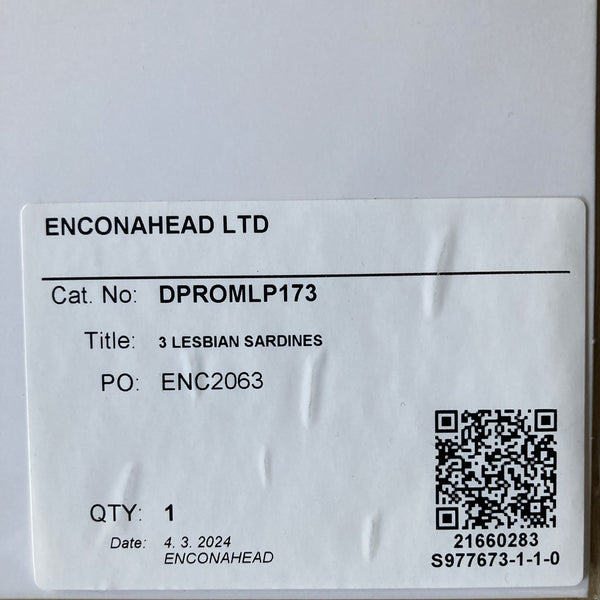 ENCONAHEAD LTD
Cat. No: DPROMLP173
Title: 3 LESBIAN SARDINES
PO: ENC2063
QTY: 1
Date: 4. 3. 2024
ENCONAHEAD
21660283
S977673-1-1-0